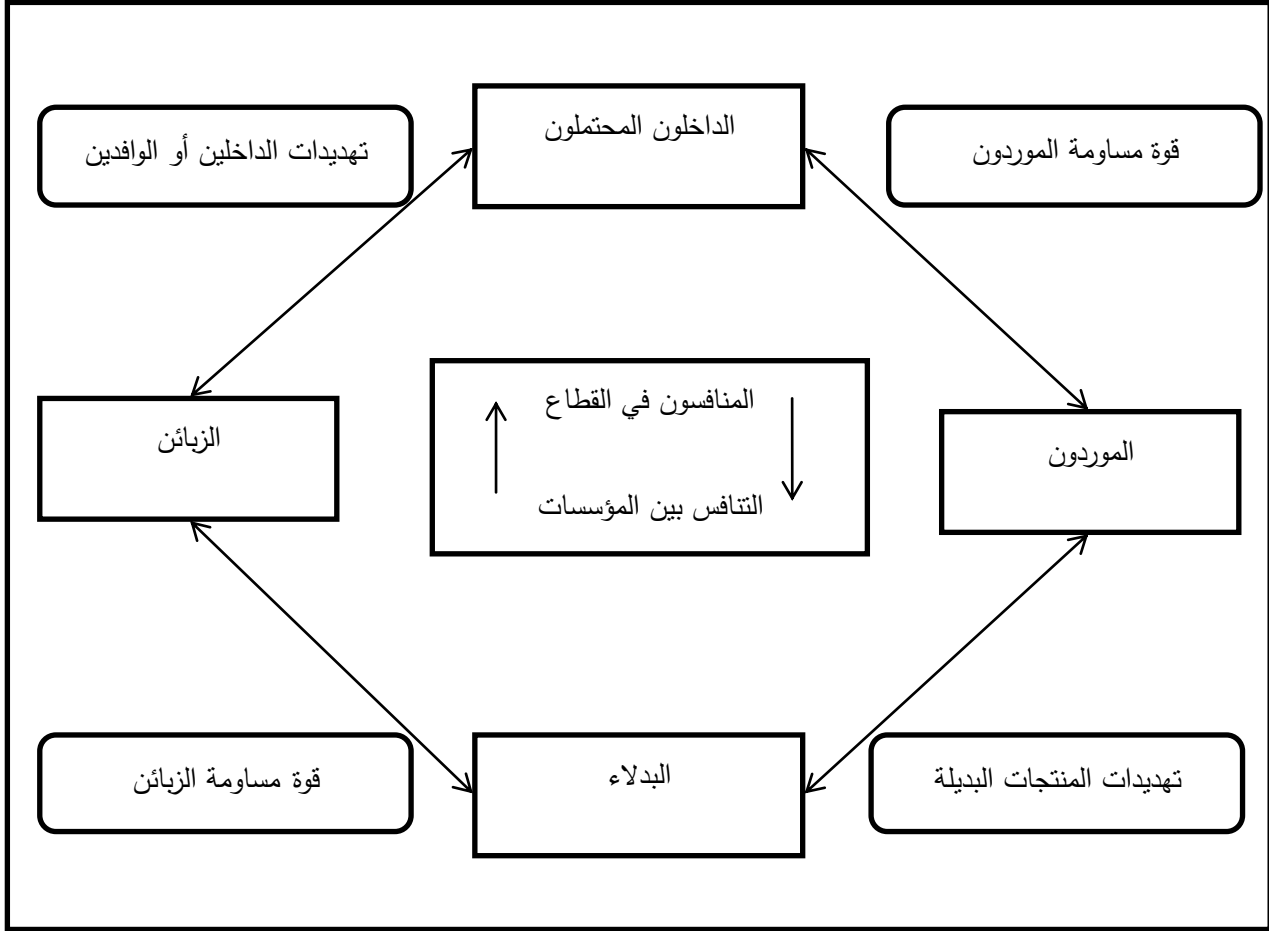 الداخلون المحتملون
قوة مساومة الموردون
تهديدات الداخلين أو الوافدين
المنافسون في القطاع
التنافس بين المؤسسات
الموردون
الزبائن
البدلاء
تهديدات المنتجات البديلة
قوة مساومة الزبائن